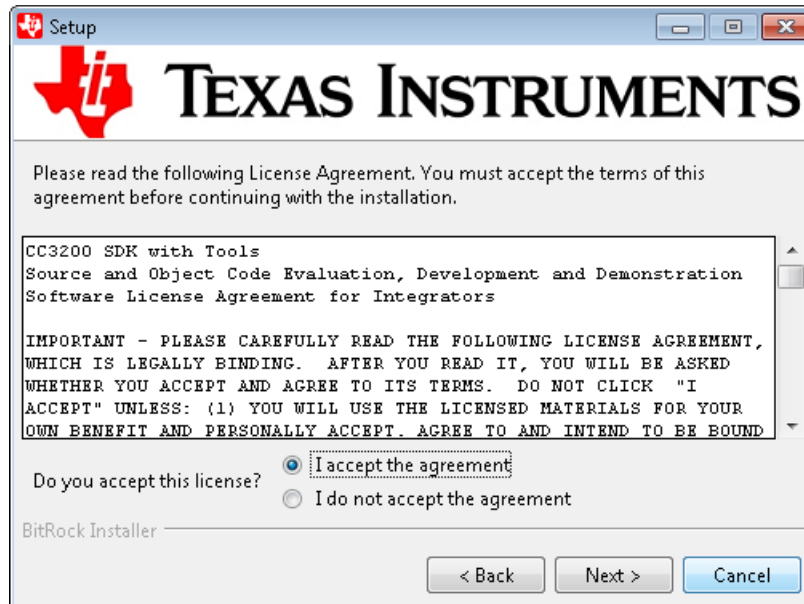 Setup
TEXAS INSTRUMENTS
Please read the following License Agreement. You must accept the terms of this
agreement before continuing with the installation.
CC3200 SDK with Tools
Source and Object Code Evaluation, Development and Demonstration
Software License Agreement for Integrators
IMPORTANT - PLEASE CAREFULLY READ THE FOLLOWING LICENSE AGREEMENT,
WHICH IS LEGALLY BINDING.  AFTER YOU READ IT, YOU WILL BE ASKED
WHETHER YOU ACCEPT AND AGREE TO ITS TERMS.  DO NOT CLICK  "I
ACCEPT" UNLESS: (1) YOU WILL USE THE LICENSED MATERIALS FOR YOUR
OWN BENEFIT AND PERSONALLY ACCEPT, AGREE TO AND INTEND TO BE BOUND
Do you accept this license?
I accept the agreement
I do not accept the agreement
BitRock Installer
< Back
Next >
Cancel